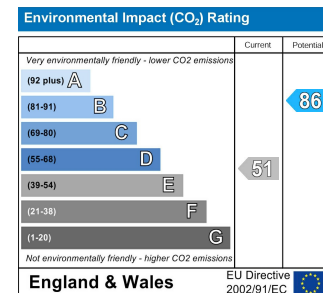 Environmental Impact (CO2) Rating
Current Potential
Very environmentally friendly - lower CO2 emissions
(92 plus) A
(81-91) B
86
(69-80) C
(55-68) D
51
(39-54) E
(21-38) F
(1-20) G
Not environmentally friendly - higher CO2 emissions
England & Wales
EU Directive
2002/91/EC